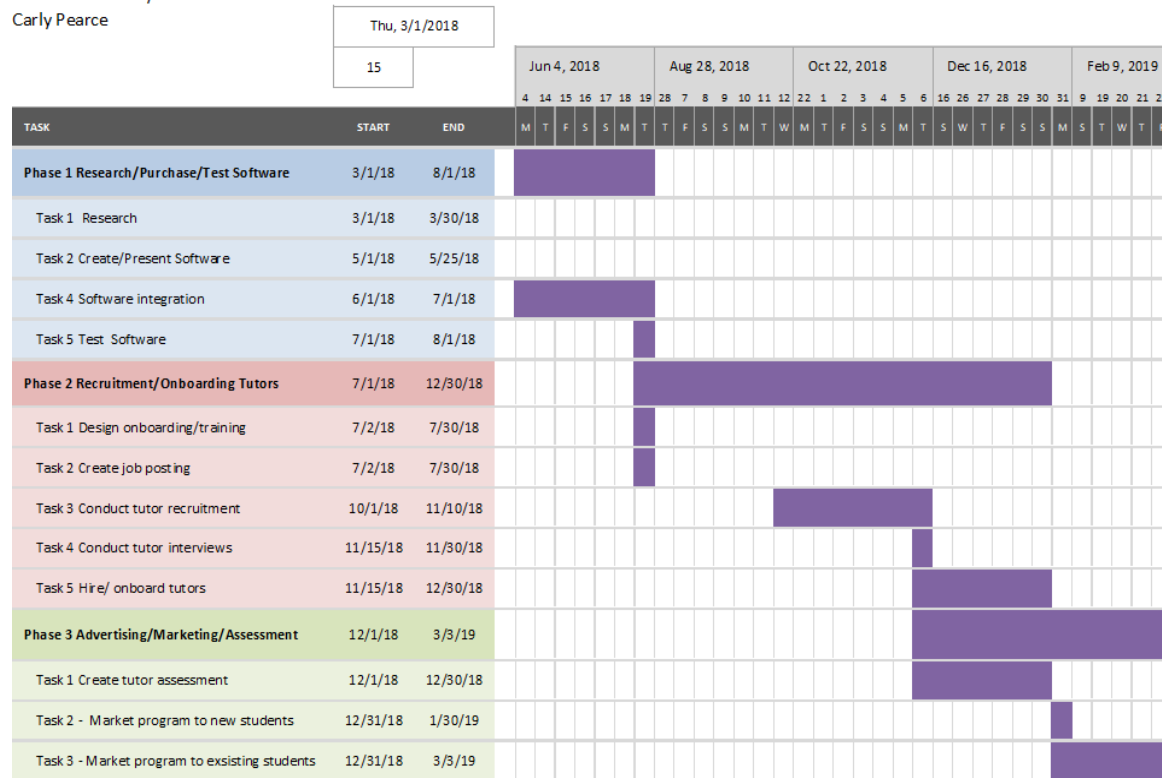 Carly Pearce
Thu, 3/1/2018
15
Jun 4, 2018 Aug 28, 2018 Oct 22, 2018 Dec 16, 2018 Feb 9, 2019
4 14 15 16 17 18 19 28 7 8 9 10 11 12 22 1 2 3 4 5 6 16 26 27 28 29 30 31 9 19 20 21
TASK START END M T F S S M T T F S S M T W M T F S S M T S W T F S S M S T W T
Phase 1 Research/Purchase/Test Software 3/1/18 8/1/18
Task 1 Research 3/1/18 3/30/18
Task 2 Create/Present Software 5/1/18 5/25/18
Task 4 Software integration 6/1/18 7/1/18
Task 5 Test Software 7/1/18 8/1/18
Phase 2 Recruitment/Onboarding Tutors 7/1/18 12/30/18
Task 1 Design onboarding/training 7/2/18 7/30/18
Task 2 Create job posting 7/2/18 7/30/18
Task 3 Conduct tutor recruitment 10/1/18 11/10/18
Task 4 Conduct tutor interviews 11/15/18 11/30/18
Task 5 Hire/ onboard tutors 11/15/18 12/30/18
Phase 3 Advertising/Marketing/Assessment 12/1/18 3/3/19
Task 1 Create tutor assessment 12/1/18 12/30/18
Task 2 - Market program to new students 12/31/18 1/30/19
Task 3 - Market program to exsisting students 12/31/18 3/3/19